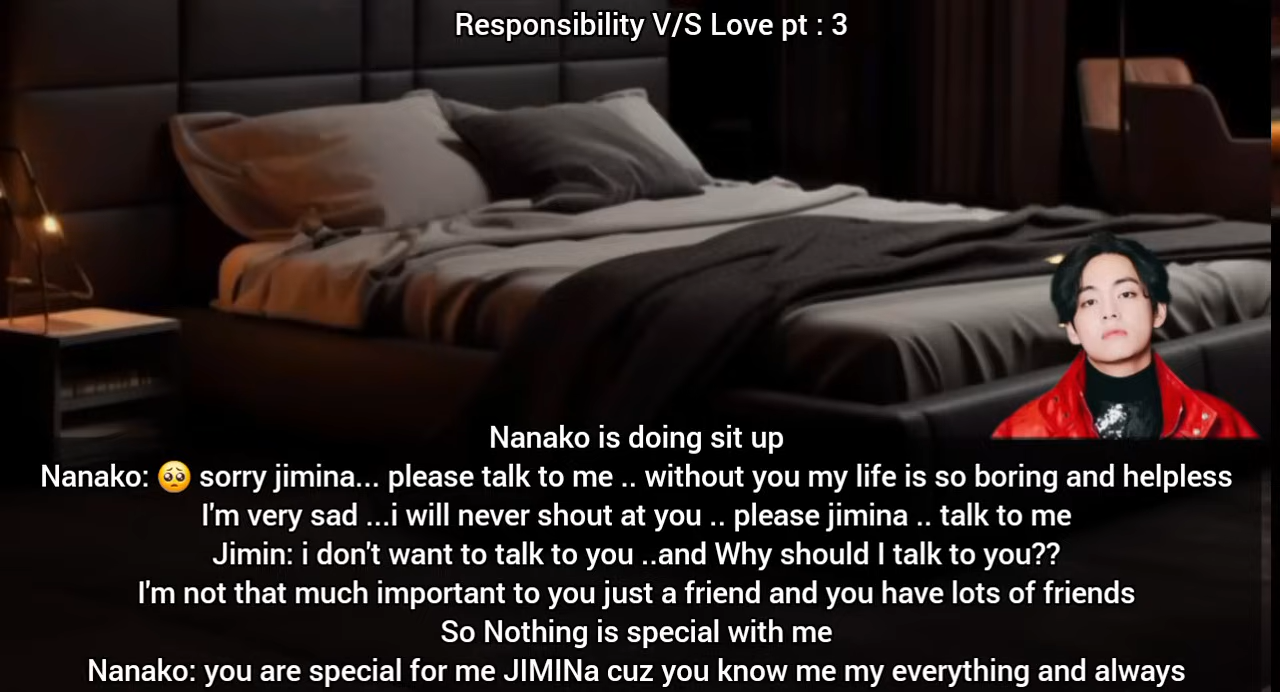 Responsibility V/S Love pt : 3
Nanako is doing sit up
Nanako: 🥺 sorry jimina... please talk to me .. without you my life is so boring and helpless
I'm very sad ...i will never shout at you .. please jimina .. talk to me
Jimin: i don't want to talk to you ..and Why should I talk to you??
I'm not that much important to you just a friend and you have lots of friends
So Nothing is special with me
Nanako: you are special for me JIMINa cuz you know me my everything and always